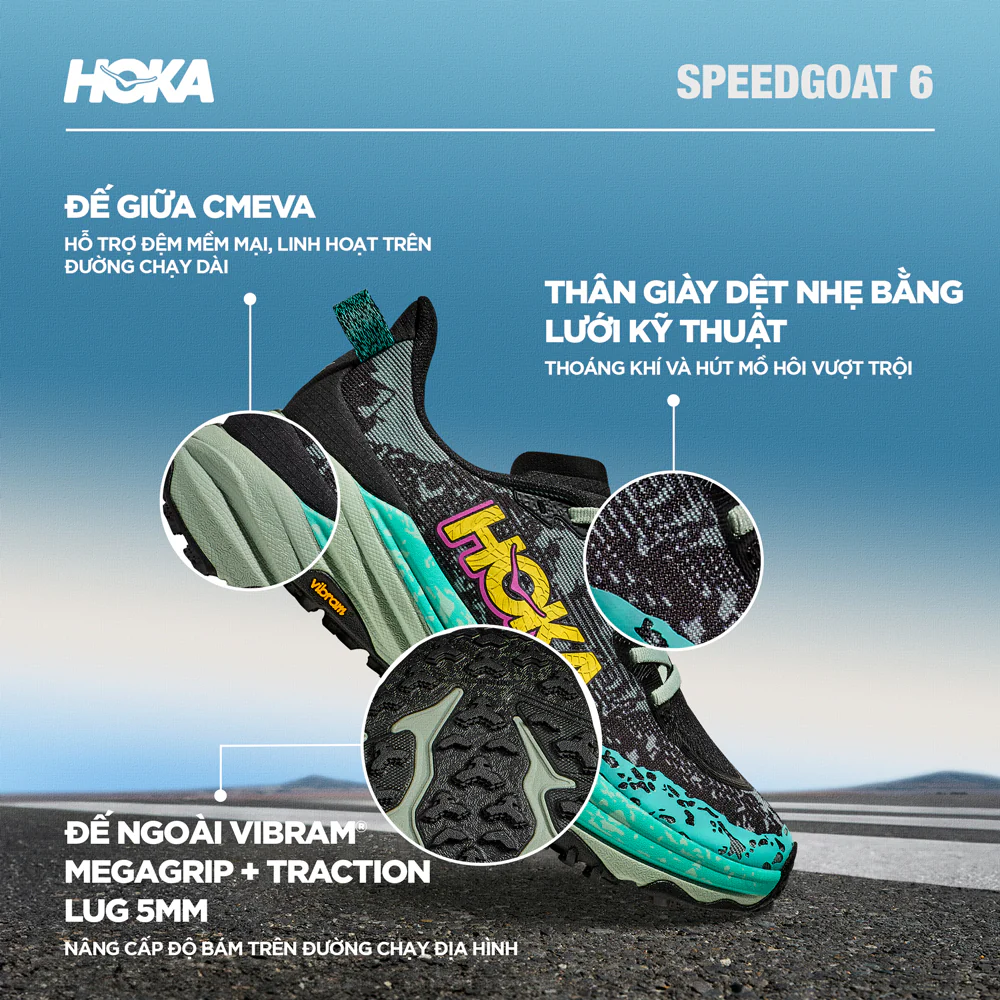 HOKA
SPEEDGOAT 6
ĐẾ GIỮA CMEVA
HỖ TRỢ ĐỆM MỀM MẠI, LINH HOẠT TRÊN
ĐƯỜNG CHẠY DÀI
THÂN GIÀY DỆT NHẸ BẰNG
LƯỚI KỸ THUẬT
THOÁNG KHÍ VÀ HÚT MỒ HÔI VƯỢT TRỘI
vibram
HOKA
ĐẾ NGOÀI VIBRAM®
MEGAGRIP + TRACTION
LUG 5MM
NÂNG CẤP ĐỘ BÁM TRÊN ĐƯỜNG CHẠY ĐỊA HÌNH